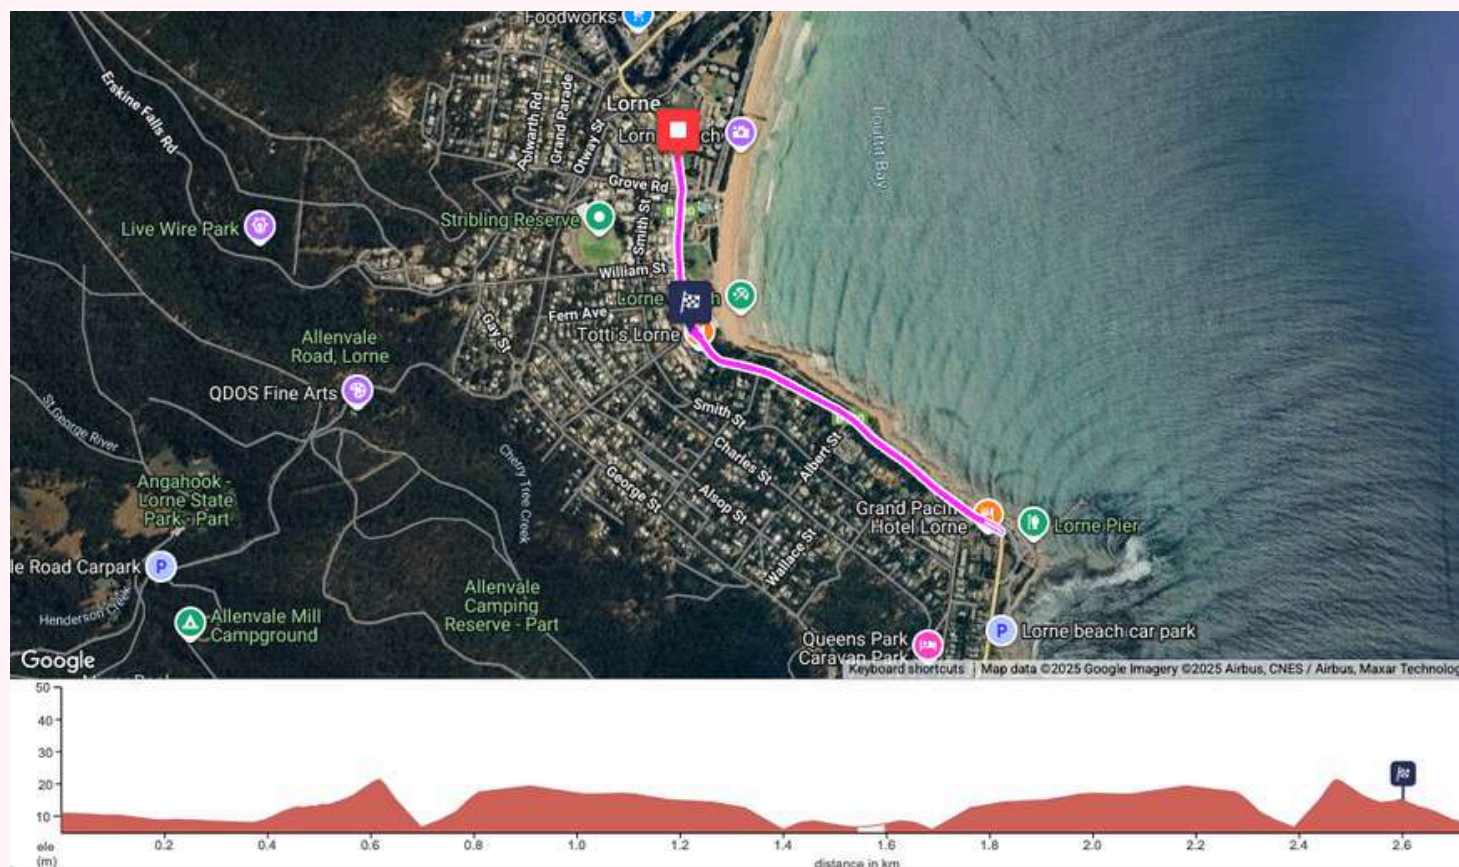 Foodworks
Erskine Falls Rd
Polwarth Rd
Grand Parade
Otway St
Lorne
Grove Rd
Loutit Bay
Live Wire Park
Stribling Reserve
Smith St
William St
Fern Ave
Totti's Lorne
Gay St
Allenvale
Road, Lorne
QDOS Fine Arts
St George River
Smith St
Charles St
Albert St
Cherry Tree Creek
George St
Alsop St
Angahook -
Lorne State
Park - Part
Grand Pacific
Hotel Lorne
Lorne Pier
Wallace St
le Road Carpark
P
Henderson Creek
Allenvale Mill
Campground
Allenvale
Camping
Reserve - Part
Queens Park
Caravan Park
P
Lorne beach car park
Google
Keyboard shortcuts
Map data ©2025 Google Imagery ©2025 Airbus, CNES / Airbus, Maxar Technolog
50
40
30
20
10
ele
(m)
0.2
0.4
0.6
0.8
1.0
1.2
1.4
1.6
1.8
2.0
2.2
2.4
2.6
distance in km